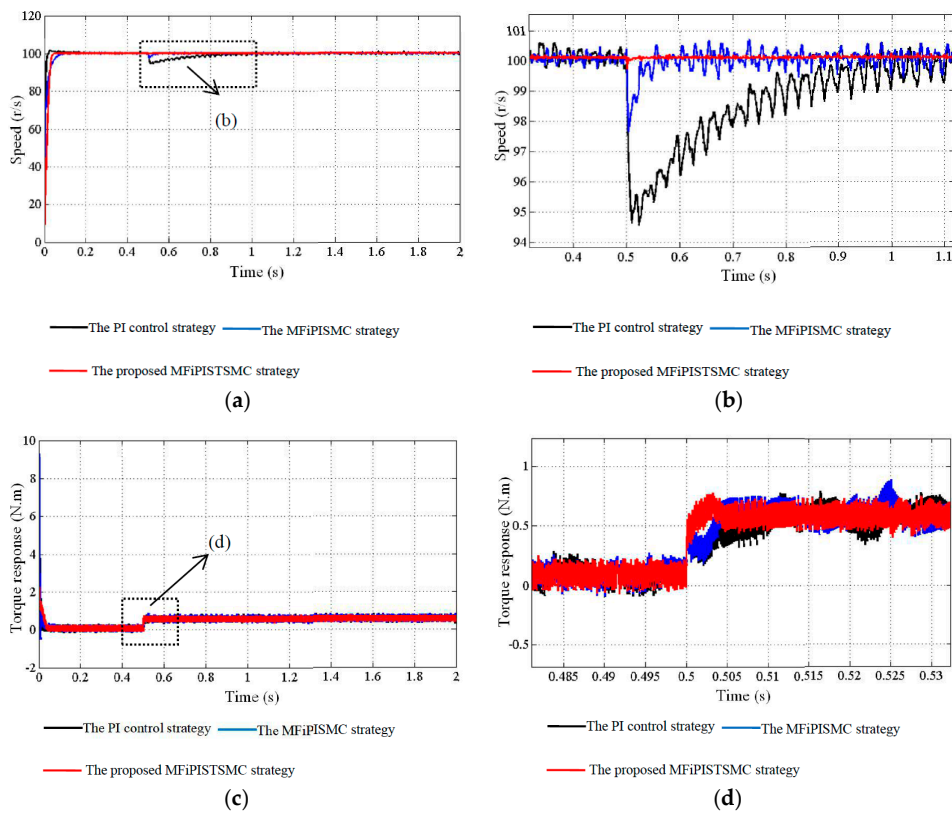 120
100
80
60
40
20
0
Speed (r/s)
(b)
0 0.2 0.4 0.6 0.8 1 1.2 1.4 1.6 1.8 2
Time (s)
The PI control strategy The MFiPISMC strategy
The proposed MFiPISTSMC strategy
(a)
101
100
99
98
97
96
95
94
Speed (r/s)
0.4 0.5 0.6 0.7 0.8 0.9 1 1.1
Time (s)
The PI control strategy The MFiPISMC strategy
The proposed MFiPISTSMC strategy
(b)
10
8
6
4
2
0
-2
Torque response (N.m)
(d)
0 0.2 0.4 0.6 0.8 1 1.2 1.4 1.6 1.8 2
Time (s)
The PI control strategy The MFiPISMC strategy
The proposed MFiPISTSMC strategy
(c)
1
0.5
0
-0.5
Torque response (N.m)
0.485 0.49 0.495 0.5 0.505 0.51 0.515 0.52 0.525 0.53
Time (s)
The PI control strategy The MFiPISMC strategy
The proposed MFiPISTSMC strategy
(d)